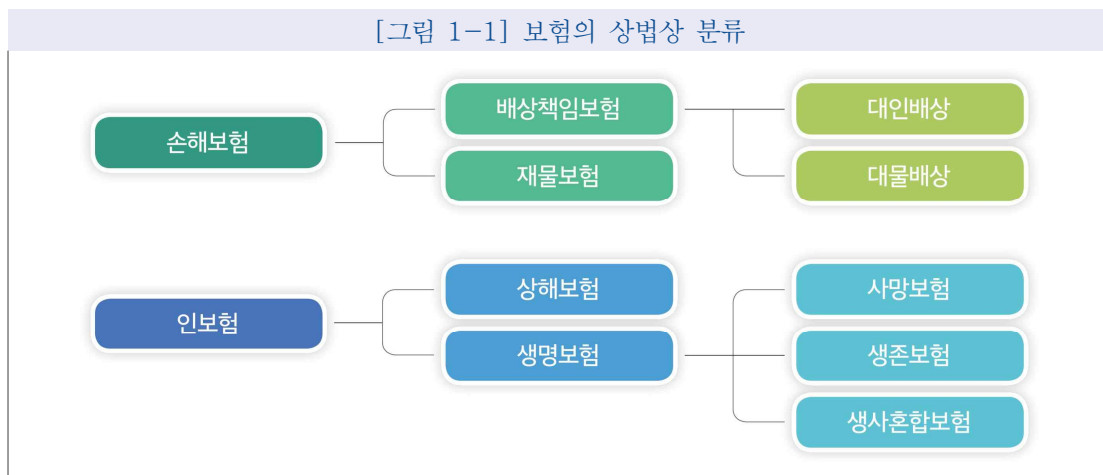 [그림 1-1] 보험의 상법상 분류
손해보험
배상책임보험
재물보험
대인배상
대물배상
인보험
상해보험
생명보험
사망보험
생존보험
생사혼합보험